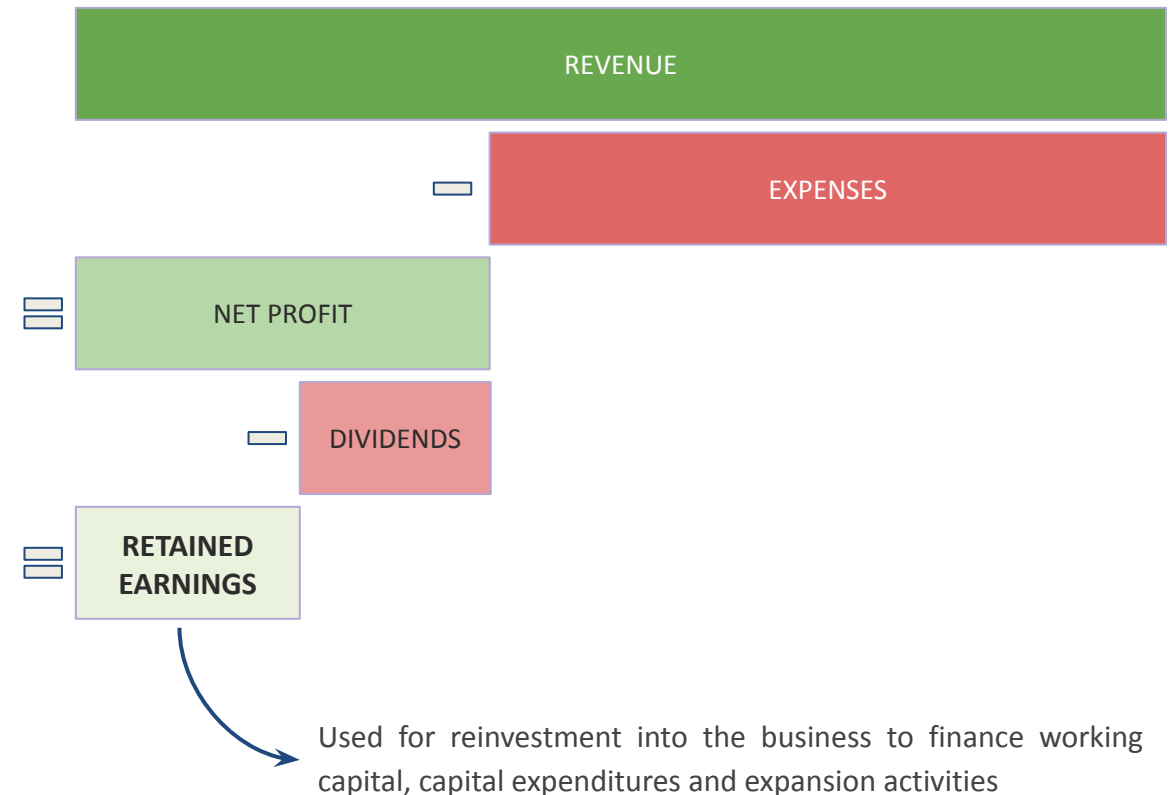 REVENUE
EXPENSES
NET PROFIT
DIVIDENDS
RETAINED
EARNINGS
Used for reinvestment into the business to finance working
capital, capital expenditures and expansion activities